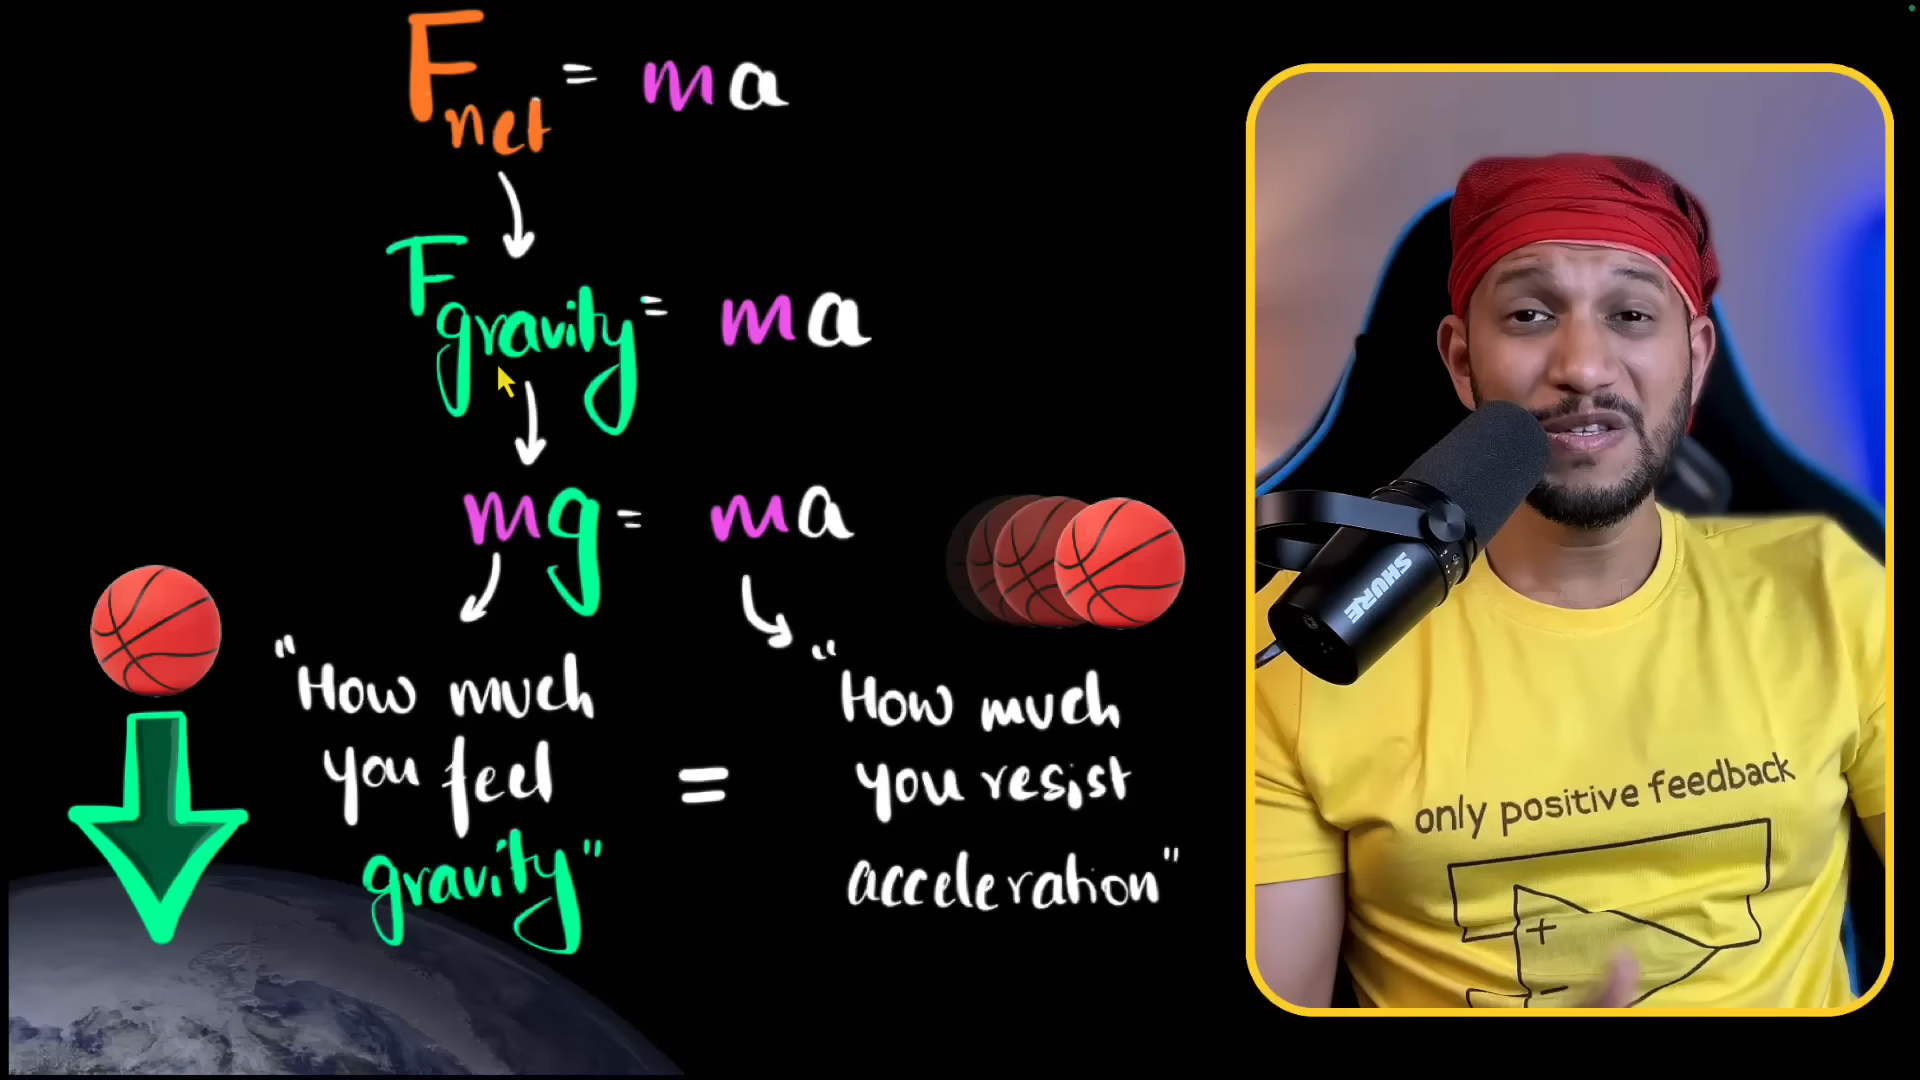 Fnet = ma
Fgravity = ma
mg = ma
"How much
you feel
gravity"
=
"How much
you resist
acceleration"
SHURE
only positive feedback
+
-